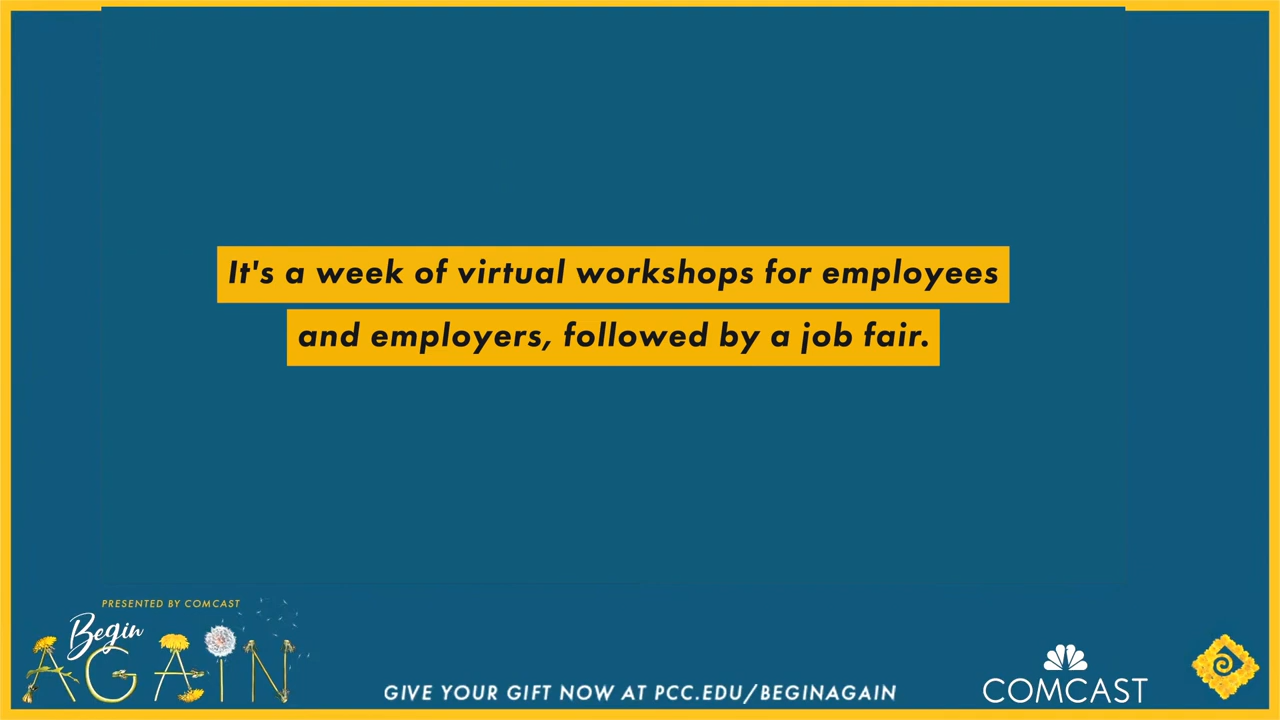 It's a week of virtual workshops for employees
and employers, followed by a job fair.
PRESENTED BY COMCAST
Begin
AGAIN
GIVE YOUR GIFT NOW AT PCC.EDU/BEGINAGAIN
COMCAST